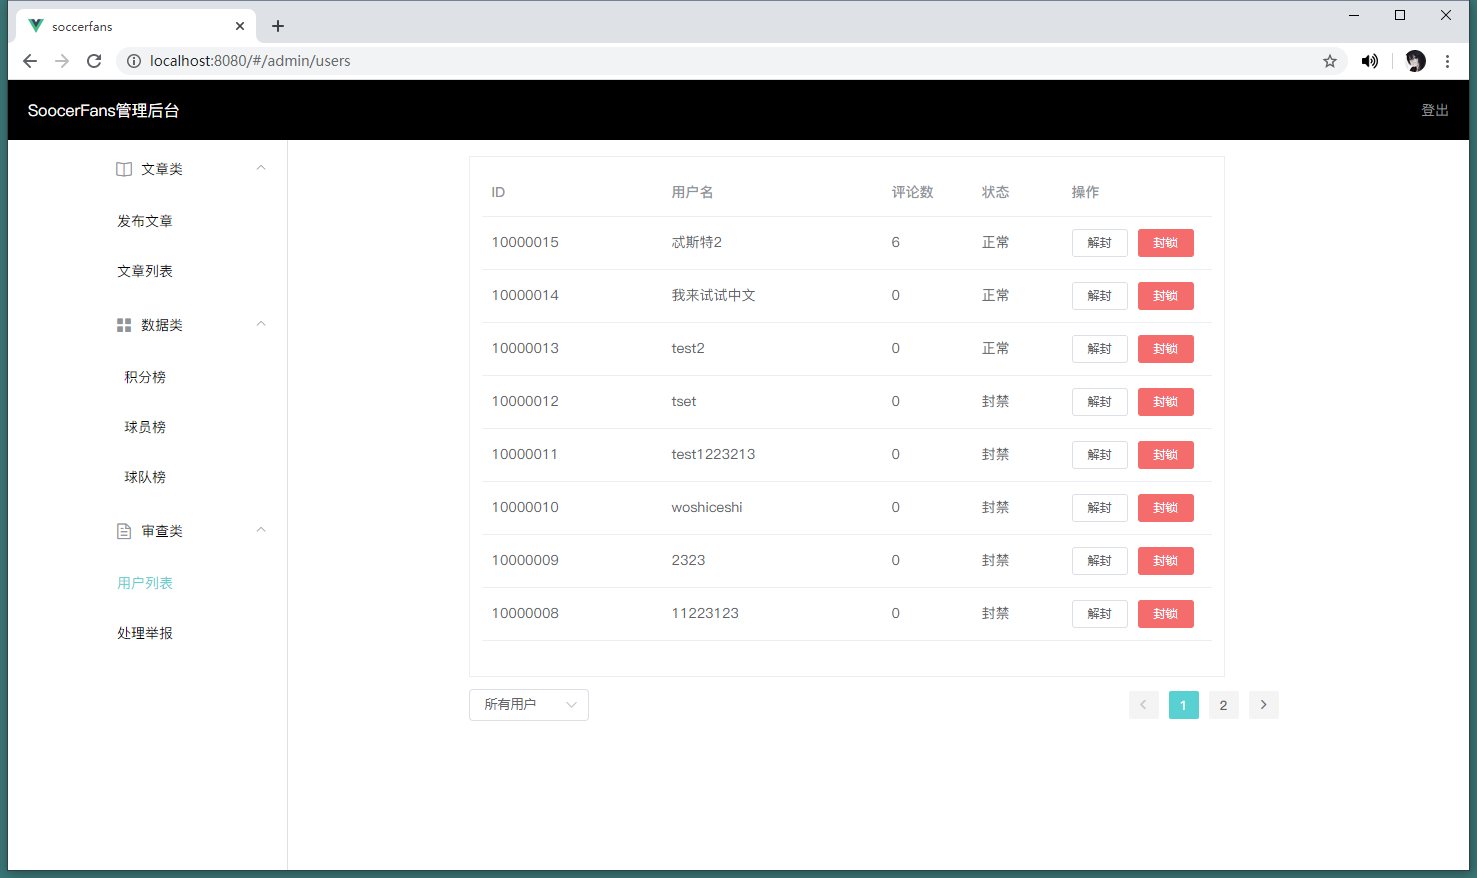 soccerfans
localhost:8080/#/admin/users
SoocerFans管理后台
登出
文章类
发布文章
文章列表
数据类
积分榜
球员榜
球队榜
审查类
用户列表
处理举报
ID 用户名 评论数 状态 操作
10000015 忒斯特2 6 正常 解封 封锁
10000014 我来试试中文 0 正常 解封 封锁
10000013 test2 0 正常 解封 封锁
10000012 tset 0 封禁 解封 封锁
10000011 test1223213 0 封禁 解封 封锁
10000010 woshiceshi 0 封禁 解封 封锁
10000009 2323 0 封禁 解封 封锁
10000008 11223123 0 封禁 解封 封锁
所有用户 1 2